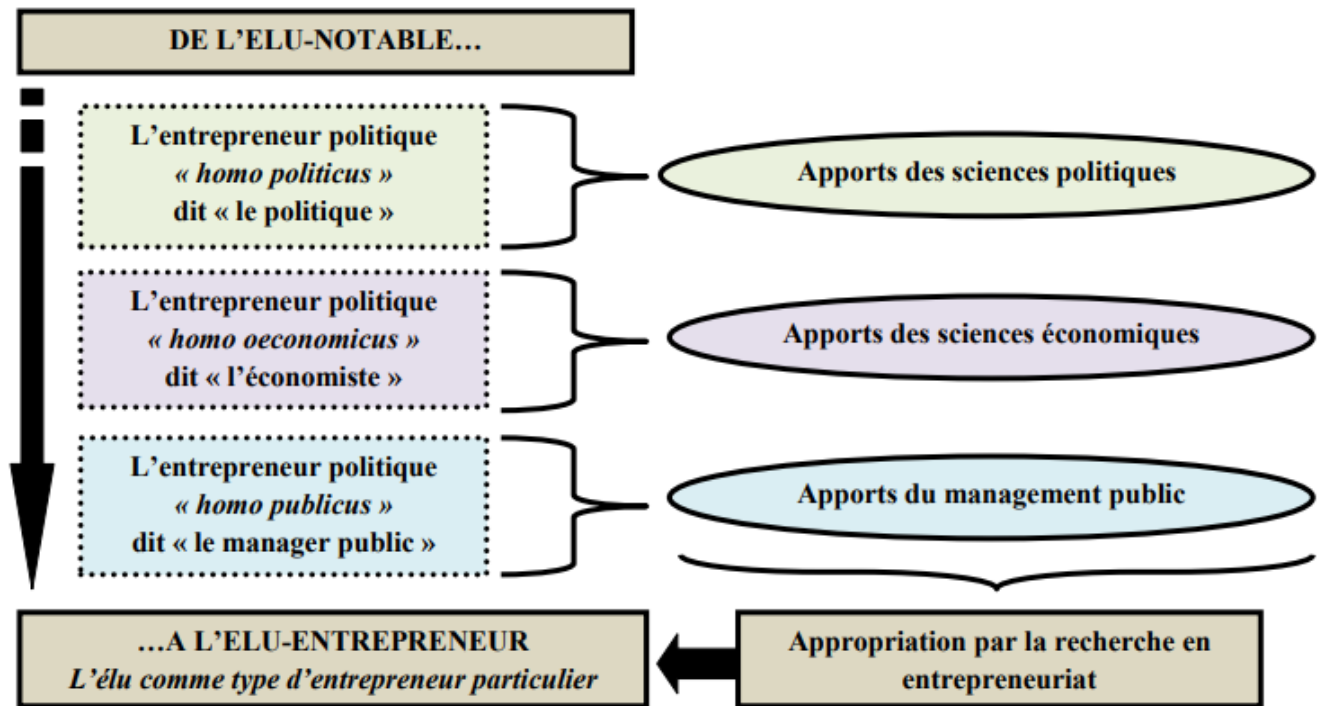 DE L'ELU-NOTABLE…
L'entrepreneur politique
« homo politicus »
dit « le politique »
Apports des sciences politiques
L'entrepreneur politique
« homo oeconomicus »
dit « l'économiste »
Apports des sciences économiques
L'entrepreneur politique
« homo publicus »
dit « le manager public »
Apports du management public
…A L'ELU-ENTREPRENEUR
L'élu comme type d'entrepreneur particulier
Appropriation par la recherche en
entrepreneuriat